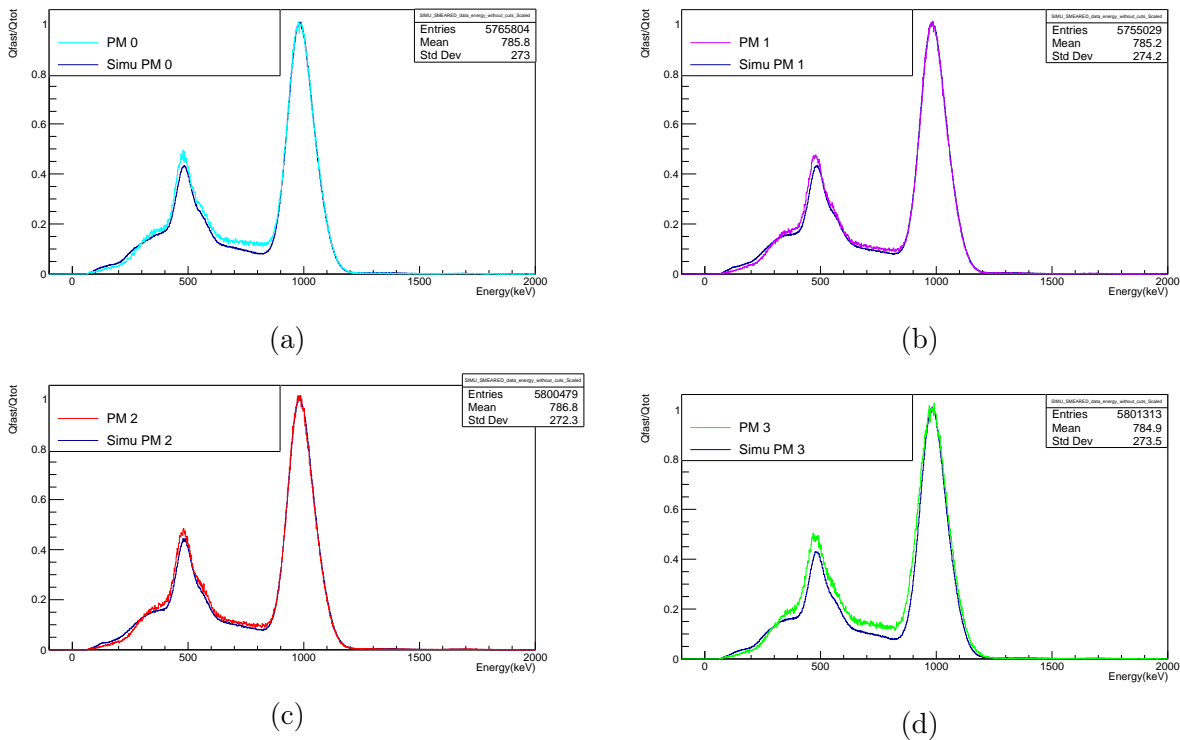 Qfast/Qtot
PM 0
Simu PM 0
SIMU_SMEARED_data_energy_without_cuts_Scaled
Entries 5765804
Mean 785.8
Std Dev 273
1
0.8
0.6
0.4
0.2
0
0 500 1000 1500 2000
Energy(keV)
(a)
Qfast/Qtot
PM 1
Simu PM 1
SIMU_SMEARED_data_energy_without_cuts_Scaled
Entries 5755029
Mean 785.2
Std Dev 274.2
1
0.8
0.6
0.4
0.2
0
0 500 1000 1500 2000
Energy(keV)
(b)
Qfast/Qtot
PM 2
Simu PM 2
SIMU_SMEARED_data_energy_without_cuts_Scaled
Entries 5800479
Mean 786.8
Std Dev 272.3
1
0.8
0.6
0.4
0.2
0
0 500 1000 1500 2000
Energy(keV)
(c)
Qfast/Qtot
PM 3
Simu PM 3
SIMU_SMEARED_data_energy_without_cuts_Scaled
Entries 5801313
Mean 784.9
Std Dev 273.5
1
0.8
0.6
0.4
0.2
0
0 500 1000 1500 2000
Energy(keV)
(d)